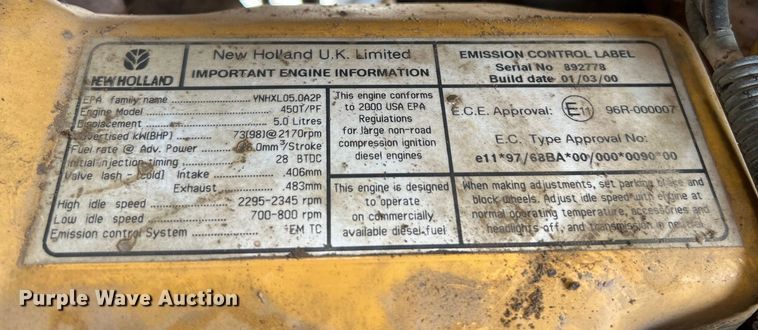 NEW HOLLAND
New Holland U.K. Limited
IMPORTANT ENGINE INFORMATION
EMISSION CONTROL LABEL
Serial No 892778
Build date 01/03/00
EPA family name YNHXL05.0A2P
Engine Model 450T/PF
Displacement 5.0 Litres
Advertised kW(BHP) 73(98)@2170rpm
Fuel rate @ Adv. Power .0mm³/Stroke
Initial injection timing 28 BTDC
Valve lash - (cold) Intake .406mm
Exhaust .483mm
High idle speed 2295-2345 rpm
Low idle speed 700-800 rpm
Emission control System EM TC
This engine conforms
to 2000 USA EPA
Regulations
for large non-road
compression ignition
diesel engines
This engine is designed
to operate
on commercially
available diesel fuel
E.C.E. Approval: E11 96R-000007
E.C. Type Approval No:
e11*97/68BA*00/000*0090*00
When making adjustments, set parking brake and
block wheels. Adjust idle speed with engine at
normal operating temperature, accessories and
headlights off, and transmission in neutral
Purple Wave Auction